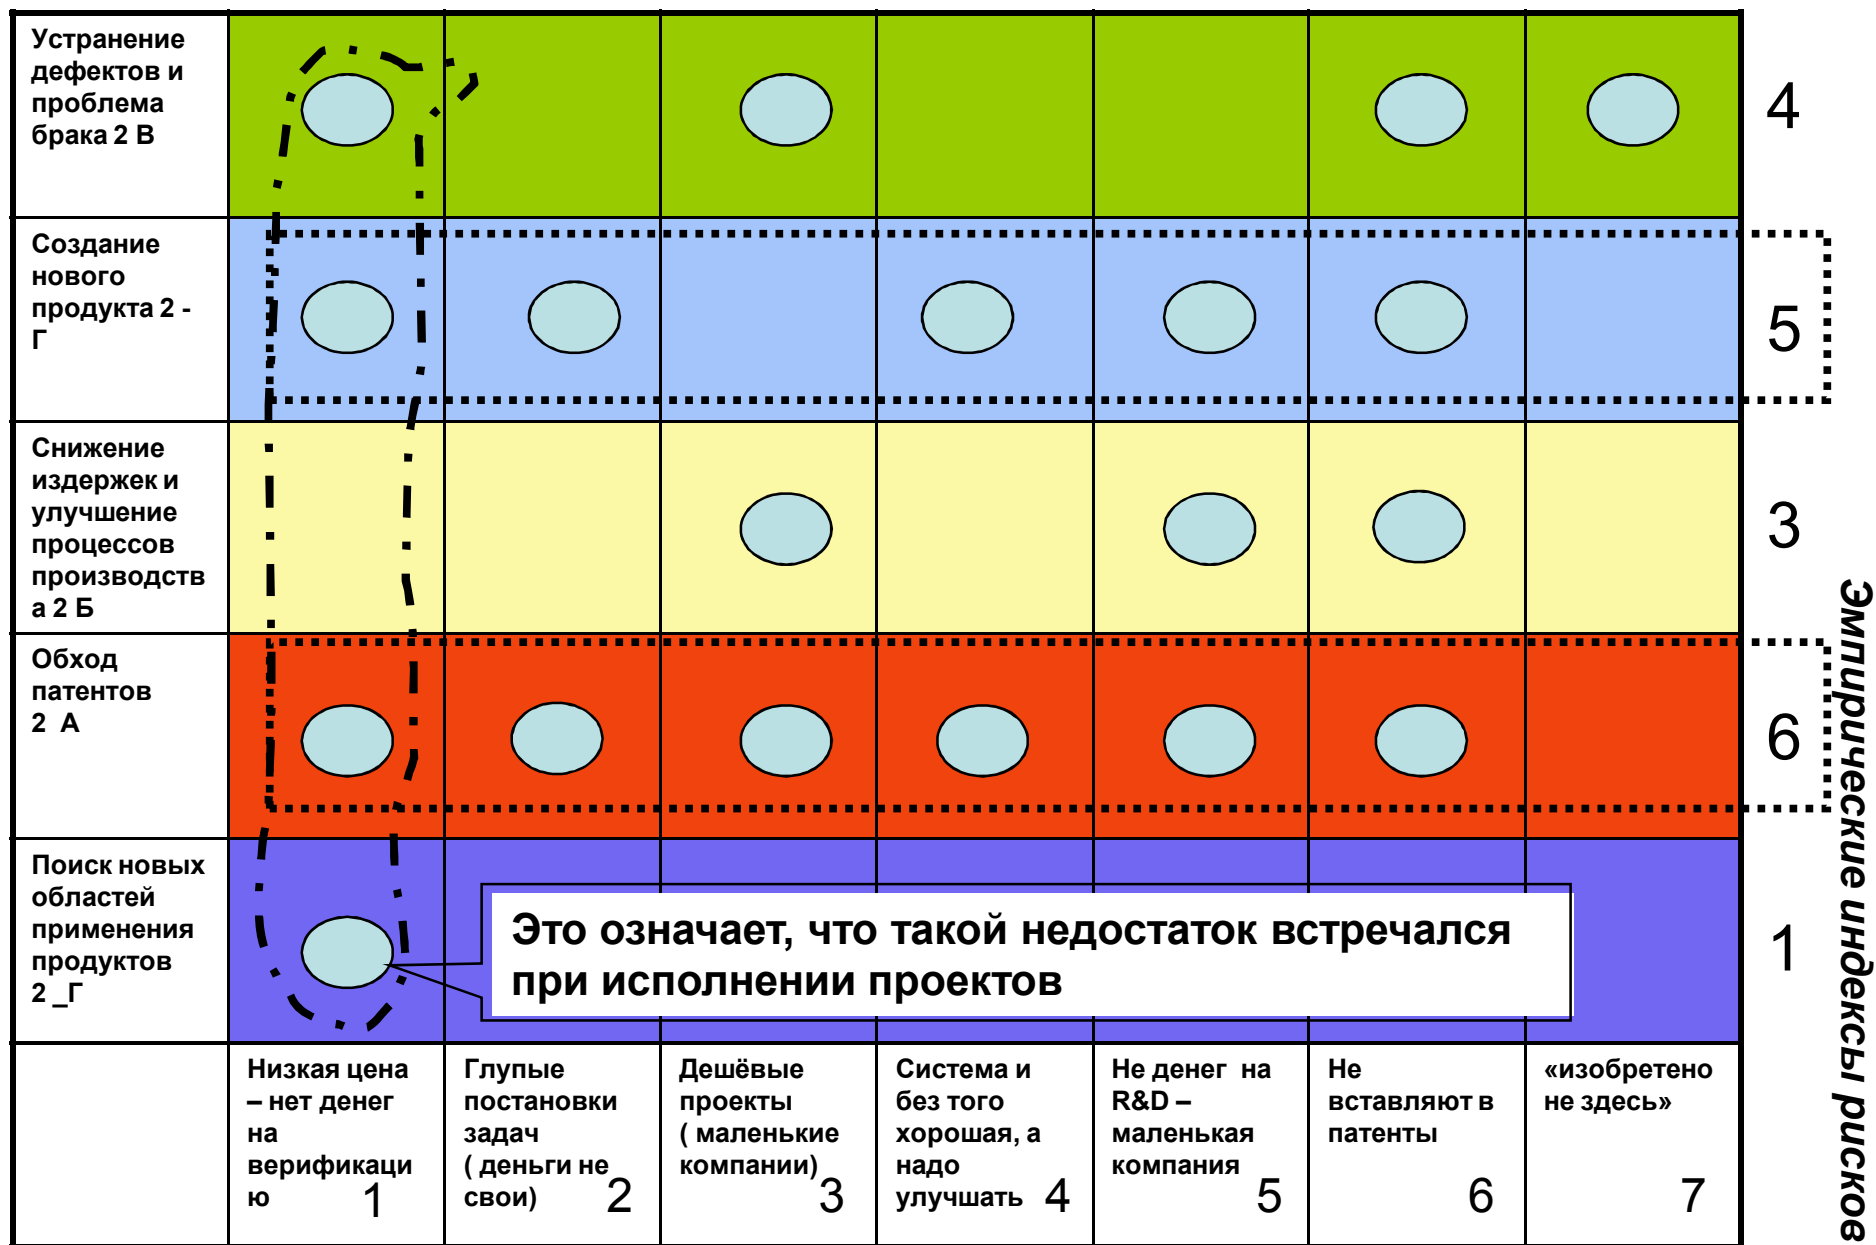 Устранение
дефектов и
проблема
брака 2 В
4
Создание
нового
продукта 2 -
Г
5
Снижение
издержек и
улучшение
процессов
производств
а 2 Б
3
Обход
патентов
2 А
6
Поиск новых
областей
применения
продуктов
2 _Г
Это означает, что такой недостаток встречался
при исполнении проектов
1
Низкая цена
– нет денег
на
верификаци
ю 1
Глупые
постановки
задач
( деньги не
свои) 2
Дешёвые
проекты
( маленькие
компании)
3
Система и
без того
хорошая, а
надо
улучшать 4
Не денег на
R&D –
маленькая
компания
5
Не
вставляют в
патенты
6
«изобретено
не здесь»
7
Эмпирические индексы рисков